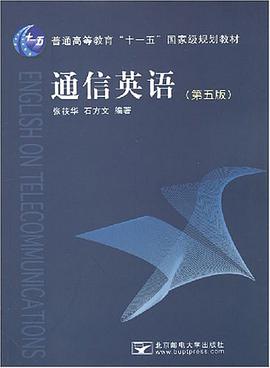 十一五
普通高等教育“十一五”国家级规划教材
通信英语
(第五版)
张筱华 石方文 编著
ENGLISH ON TELECOMMUNICATIONS
北京邮电大学出版社
www.buptpress.com